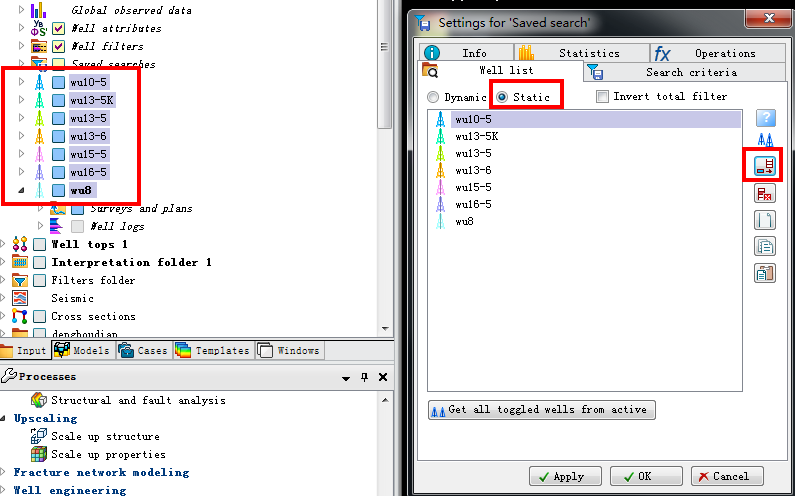 Global observed data
Well attributes
Well filters
Saved searches
wu10-5
wu13-5K
wu13-5
wu13-6
wu15-5
wu16-5
wu8
Surveys and plans
Well logs
Well tops 1
Interpretation folder 1
Filters folder
Seismic
Cross sections
denghoudian
Input
Models
Cases
Templates
Windows
Processes
Structural and fault analysis
Upscaling
Scale up structure
Scale up properties
Fracture network modeling
Well engineering
Settings for 'Saved search'
Info
Statistics
Operations
Well list
Search criteria
Dynamic
Static
Invert total filter
wu10-5
wu13-5K
wu13-5
wu13-6
wu15-5
wu16-5
wu8
Get all toggled wells from active
Apply
OK
Cancel